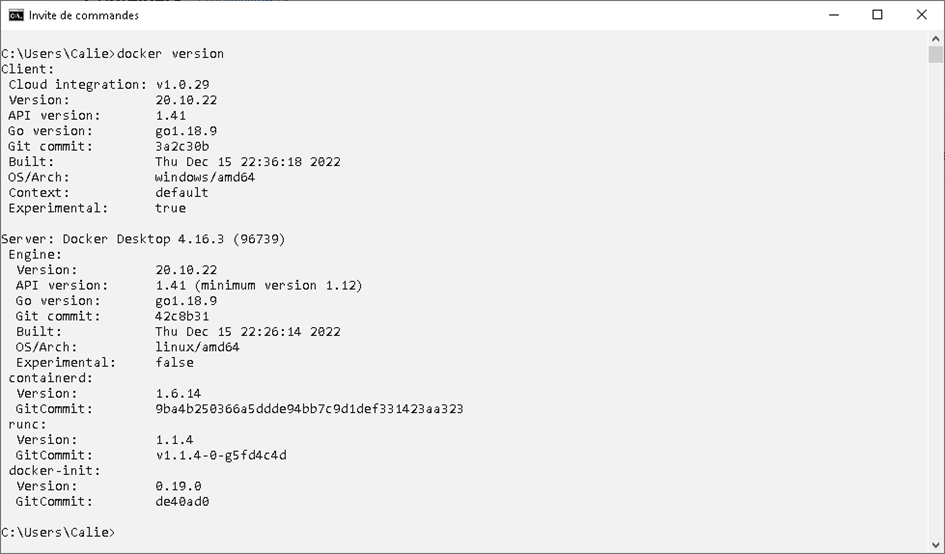 Invite de commandes
C:\Users\Calie>docker version
Client:
 Cloud integration: v1.0.29
 Version:           20.10.22
 API version:       1.41
 Go version:        go1.18.9
 Git commit:        3a2c30b
 Built:             Thu Dec 15 22:36:18 2022
 OS/Arch:           windows/amd64
 Context:           default
 Experimental:      true

Server: Docker Desktop 4.16.3 (96739)
 Engine:
  Version:          20.10.22
  API version:      1.41 (minimum version 1.12)
  Go version:       go1.18.9
  Git commit:       42c8b31
  Built:            Thu Dec 15 22:26:14 2022
  OS/Arch:          linux/amd64
  Experimental:     false
 containerd:
  Version:          1.6.14
  GitCommit:        9ba4b250366a5ddde94bb7c9d1def331423aa323
 runc:
  Version:          1.1.4
  GitCommit:        v1.1.4-0-g5fd4c4d
 docker-init:
  Version:          0.19.0
  GitCommit:        de40ad0

C:\Users\Calie>